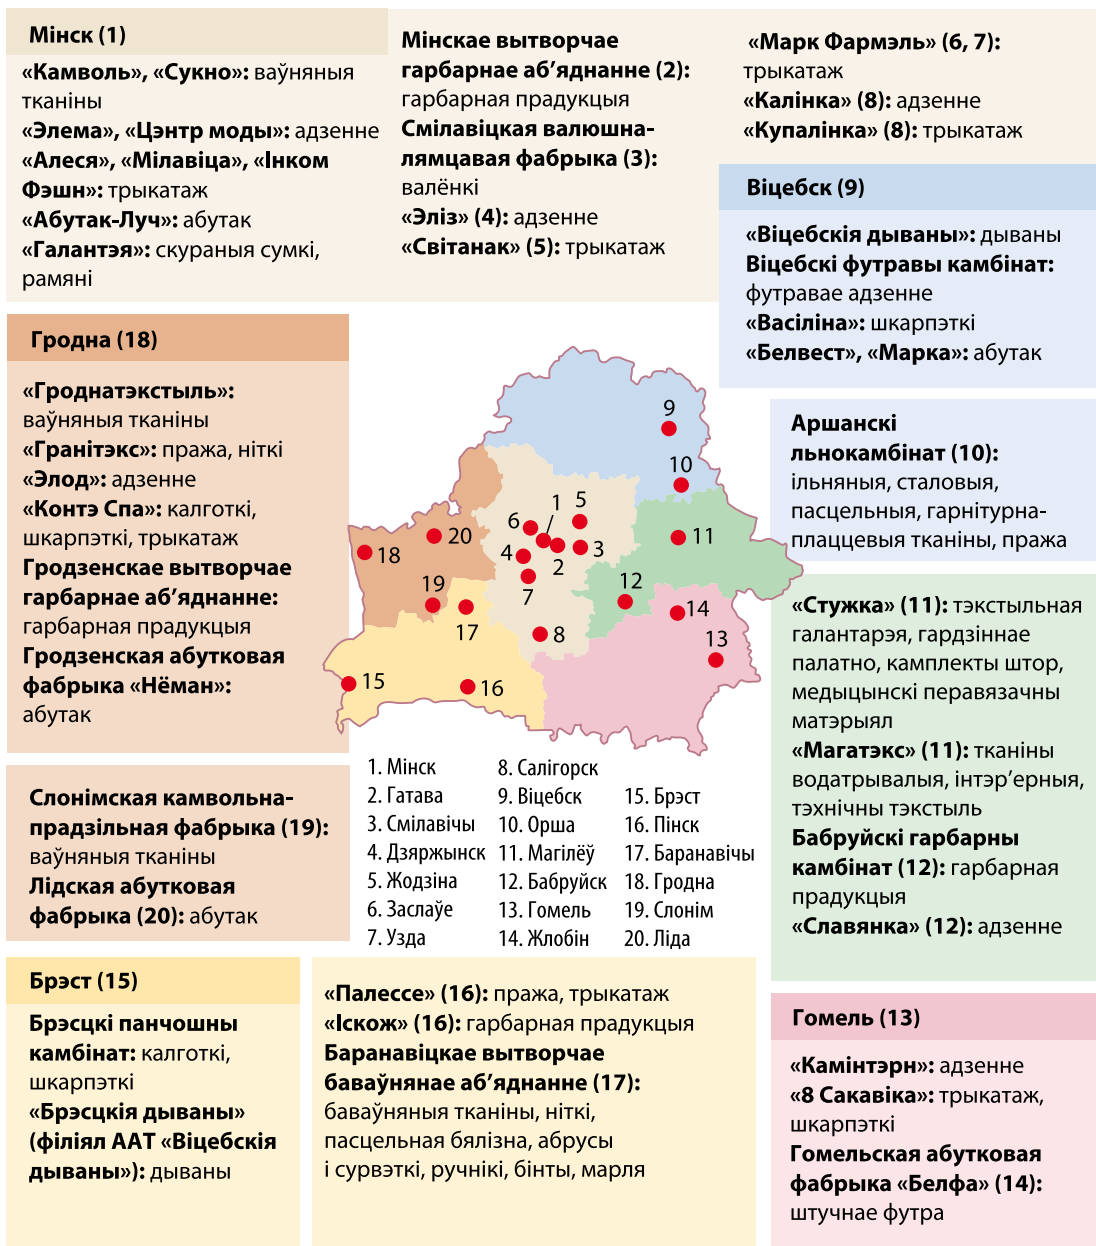 Мінск (1)
«Камволь», «Сукно»: ваўняныя
тканіны
«Элема», «Цэнтр моды»: адзенне
«Алеся», «Мілавіца», «Інком
Фэшн»: трыкатаж
«Абутак-Луч»: абутак
«Галантэя»: скураныя сумкі,
рамяні
Мінскае вытворчае
гарбарнае аб’яднанне (2):
гарбарная прадукцыя
Смілавіцкая валюшна-
лямцавая фабрыка (3):
валёнкі
«Эліз» (4): адзенне
«Світанак» (5): трыкатаж
«Марк Фармэль» (6, 7):
трыкатаж
«Калінка» (8): адзенне
«Купалінка» (8): трыкатаж
Віцебск (9)
«Віцебскія дываны»: дываны
Віцебскі футравы камбінат:
футравае адзенне
«Васіліна»: шкарпэткі
«Белвест», «Марка»: абутак
Аршанскі
льнокамбінат (10):
ільняныя, сталовыя,
пасцельныя, гарнітурна-
плаццевыя тканіны, пража
Гродна (18)
«Гроднатэкстыль»:
ваўняныя тканіны
«Гранітэкс»: пража, ніткі
«Элод»: адзенне
«Контэ Спа»: калготкі,
шкарпэткі, трыкатаж
Гродзенскае вытворчае
гарбарнае аб’яднанне:
гарбарная прадукцыя
Гродзенская абутковая
фабрыка «Нёман»:
абутак
9
10
1
5
6
20
11
18
4
3
2
19
7
12
14
17
8
13
15
16
«Стужка» (11): тэкстыльная
галантарэя, гардзіннае
палатно, камплекты штор,
медыцынскі перавязачны
матэрыял
«Магатэкс» (11): тканіны
водатрывалыя, інтэр’ерныя,
тэхнічны тэкстыль
Бабруйскі гарбарны
камбінат (12): гарбарная
прадукцыя
«Славянка» (12): адзенне
Слонімская камвольна-
прадзільная фабрыка (19):
ваўняныя тканіны
Лідская абутковая
фабрыка (20): абутак
1. Мінск
2. Гатава
3. Смілавічы
4. Дзяржынск
5. Жодзіна
6. Заслаўе
7. Узда
8. Салігорск
9. Віцебск
10. Орша
11. Магілёў
12. Бабруйск
13. Гомель
14. Жлобін
15. Брэст
16. Пінск
17. Баранавічы
18. Гродна
19. Слонім
20. Ліда
Брэст (15)
Брэсцкі панчошны
камбінат: калготкі,
шкарпэткі
«Брэсцкія дываны»
(філіял ААТ «Віцебскія
дываны»): дываны
«Палессе» (16): пража, трыкатаж
«Іскож» (16): гарбарная прадукцыя
Баранавіцкае вытворчае
баваўнянае аб’яднанне (17):
баваўняныя тканіны, ніткі,
пасцельная бялізна, абрусы
і сурвэткі, ручнікі, бінты, марля
Гомель (13)
«Камінтэрн»: адзенне
«8 Сакавіка»: трыкатаж,
шкарпэткі
Гомельская абутковая
фабрыка «Белфа» (14):
штучнае футра